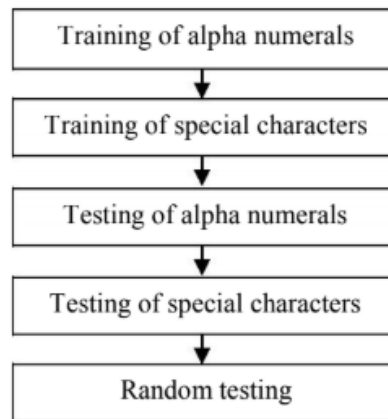 Training of alpha numerals
Training of special characters
Testing of alpha numerals
Testing of special characters
Random testing